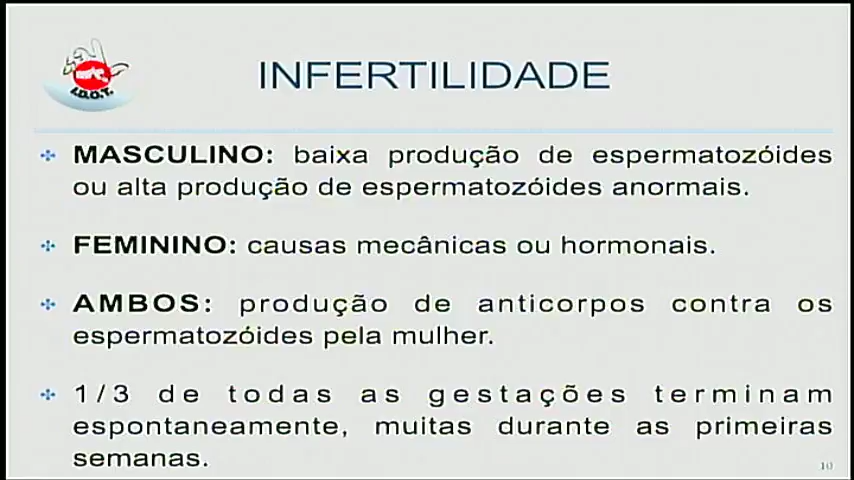 I.D.O.T.
INFERTILIDADE
MASCULINO: baixa produção de espermatozóides
ou alta produção de espermatozóides anormais.
FEMININO: causas mecânicas ou hormonais.
AMBOS: produção de anticorpos contra os
espermatozóides pela mulher.
1/3 de todas as gestações terminam
espontaneamente, muitas durante as primeiras
semanas.
10